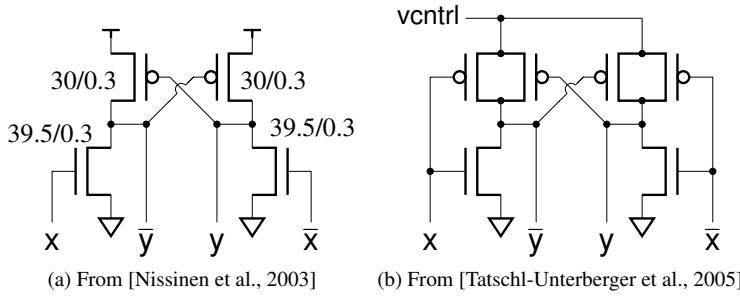 vcntrl
30/0.3 30/0.3
39.5/0.3 39.5/0.3
x y̅ y x̅
x y̅ y x̅
(a) From [Nissinen et al., 2003]
(b) From [Tatschl-Unterberger et al., 2005]